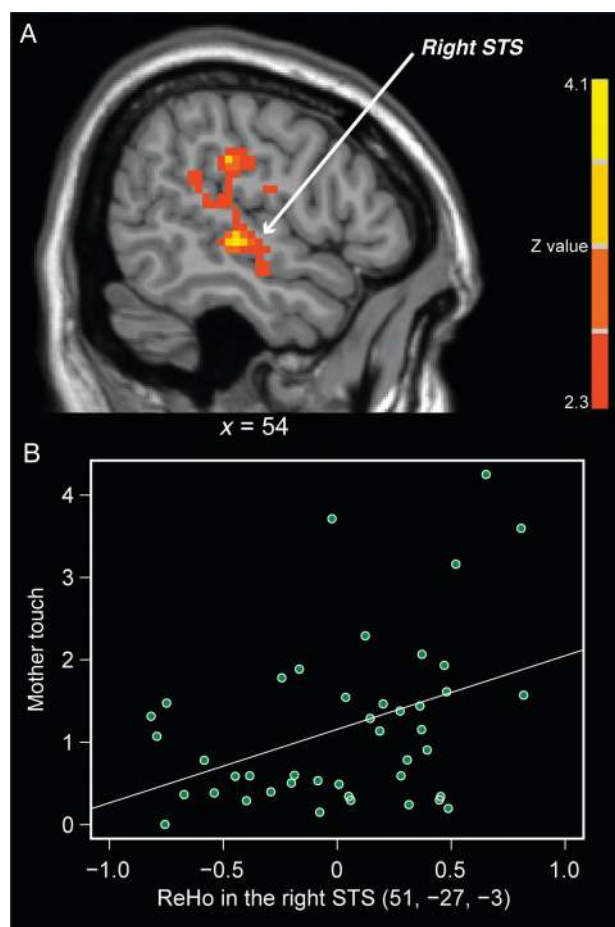 A
Right STS
4.1
Z value
2.3
x = 54
B
4
3
2
1
0
Mother touch
−1.0 −0.5 0 0.5 1.0
ReHo in the right STS (51, −27, −3)